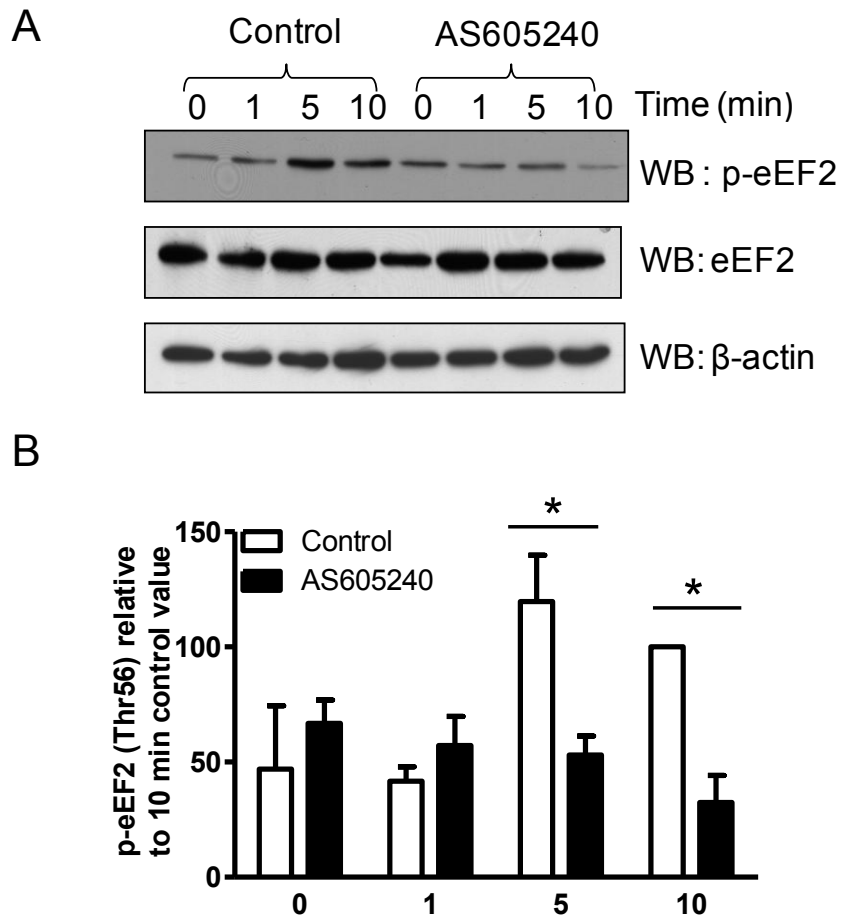 A
Control AS605240
0 1 5 10 0 1 5 10 Time (min)
WB : p-eEF2
WB: eEF2
WB: β-actin
B
p-eEF2 (Thr56) relative
to 10 min control value
150
100
50
0
Control
AS605240
*
*
0 1 5 10